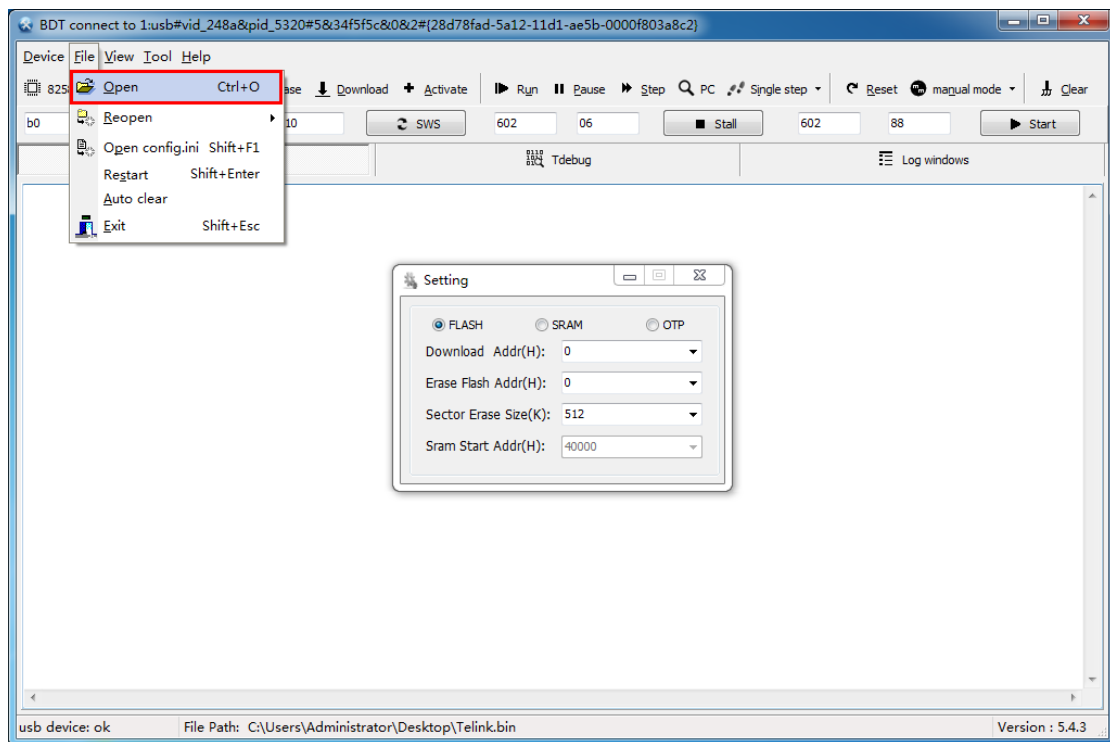 BDT connect to 1:usb#vid_248a&pid_5320#5&34f5f5c&0&2#{28d78fad-5a12-11d1-ae5b-0000f803a8c2}
Device File View Tool Help
Download Activate Run Pause Step PC Single step Reset manual mode Clear
b0 10 SWS 602 06 Stall 602 88 Start
Tdebug Log windows
Open Ctrl+O
Reopen
Open config.ini Shift+F1
Restart Shift+Enter
Auto clear
Exit Shift+Esc
Setting
FLASH SRAM OTP
Download Addr(H): 0
Erase Flash Addr(H): 0
Sector Erase Size(K): 512
Sram Start Addr(H): 40000
usb device: ok File Path: C:\Users\Administrator\Desktop\Telink.bin Version : 5.4.3